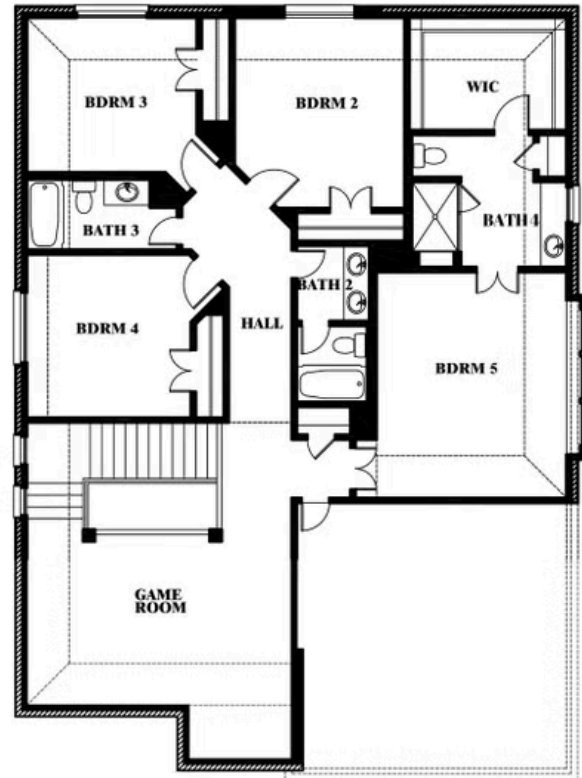 BDRM 3
BDRM 2
WIC
BATH 3
BATH 4
BATH 2
BDRM 4
HALL
BDRM 5
GAME
ROOM